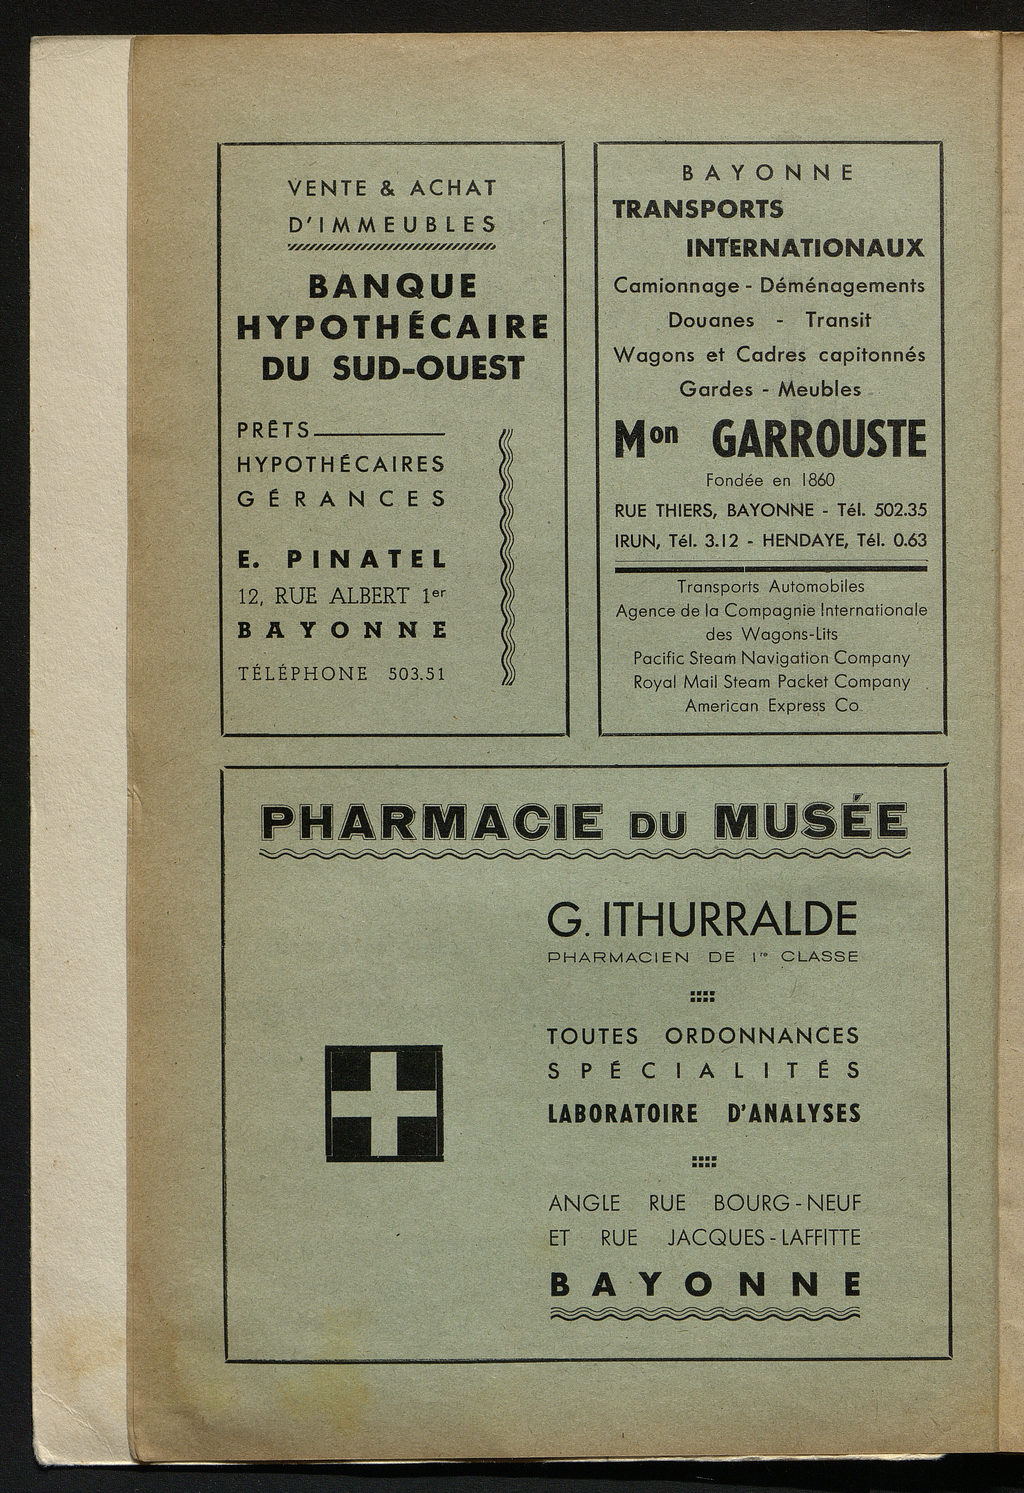 VENTE & ACHAT
D'IMMEUBLES
BANQUE
HYPOTHÉCAIRE
DU SUD-OUEST
PRÊTS
HYPOTHÉCAIRES
GÉRANCES
E. PINATEL
12, RUE ALBERT 1er
BAYONNE
TÉLÉPHONE 503.51
BAYONNE
TRANSPORTS
INTERNATIONAUX
Camionnage - Déménagements
Douanes - Transit
Wagons et Cadres capitonnés
Gardes - Meubles
Mon GARROUSTE
Fondée en 1860
RUE THIERS, BAYONNE - Tél. 502.35
IRUN, Tél. 3.12 - HENDAYE, Tél. 0.63
Transports Automobiles
Agence de la Compagnie Internationale
des Wagons-Lits
Pacific Steam Navigation Company
Royal Mail Steam Packet Company
American Express Co
PHARMACIE DU MUSÉE
G. ITHURRALDE
PHARMACIEN DE 1re CLASSE
TOUTES ORDONNANCES
SPÉCIALITÉS
LABORATOIRE D'ANALYSES
ANGLE RUE BOURG-NEUF
ET RUE JACQUES-LAFFITTE
BAYONNE